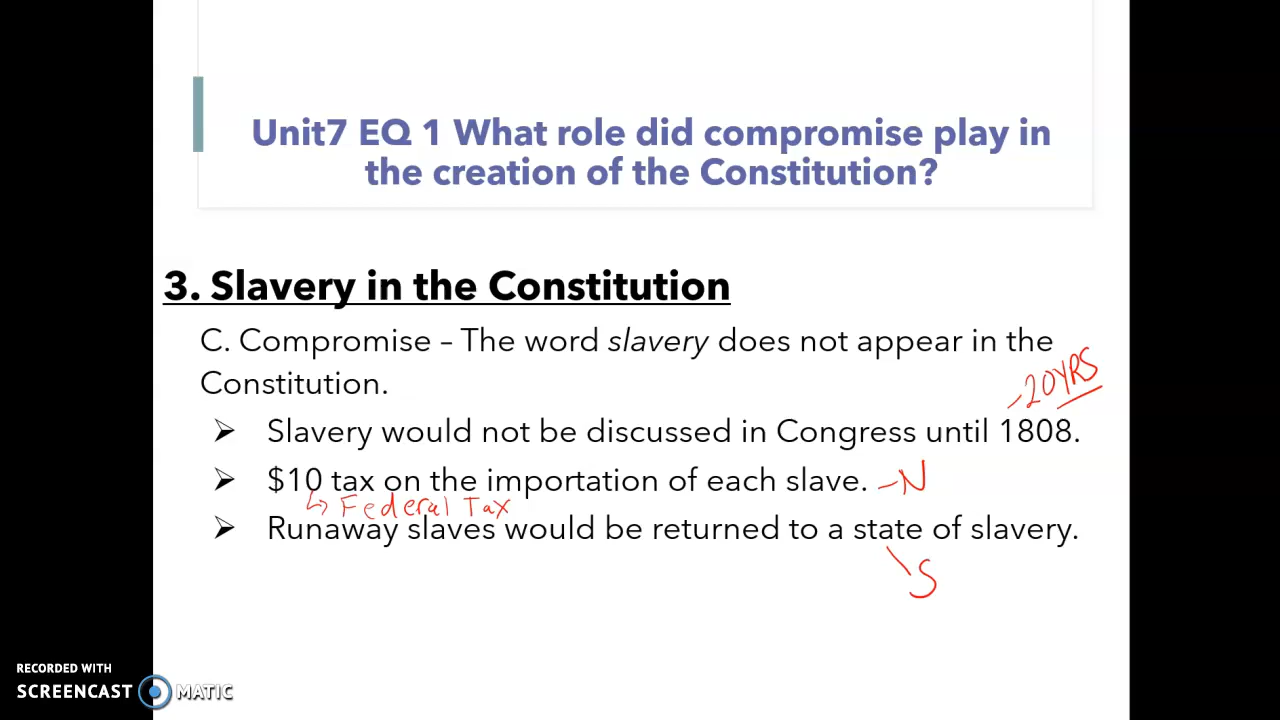 Unit7 EQ 1 What role did compromise play in
the creation of the Constitution?
3. Slavery in the Constitution
C. Compromise – The word slavery does not appear in the
Constitution.
-20YRS
➤ Slavery would not be discussed in Congress until 1808.
➤ $10 tax on the importation of each slave. -N
↳ Federal Tax
➤ Runaway slaves would be returned to a state of slavery.
S
RECORDED WITH
SCREENCAST MATIC